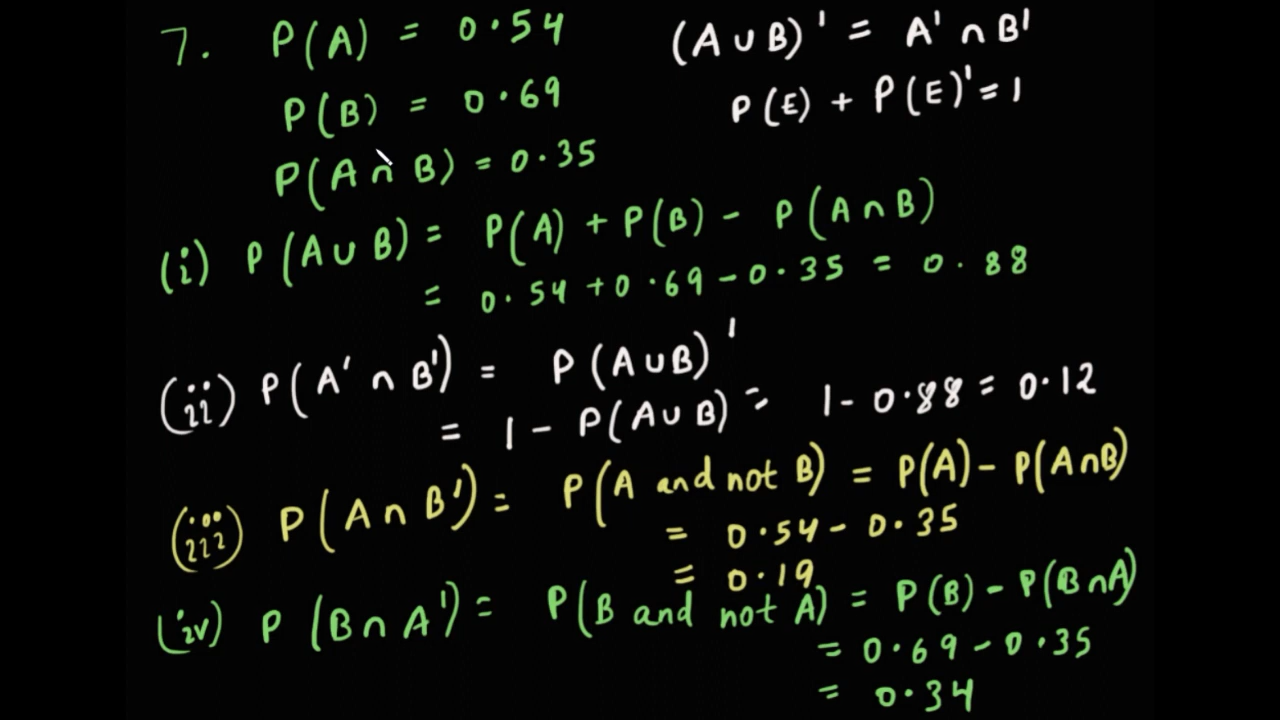 7. P(A) = 0.54
(A ∪ B)' = A' ∩ B'
P(B) = 0.69
P(E) + P(E)' = 1
P(A ∩ B) = 0.35
(i) P(A ∪ B) = P(A) + P(B) - P(A ∩ B)
= 0.54 + 0.69 - 0.35 = 0.88
(ii) P(A' ∩ B') = P(A ∪ B)'
= 1 - P(A ∪ B) = 1 - 0.88 = 0.12
(iii) P(A ∩ B') = P(A and not B) = P(A) - P(A ∩ B)
= 0.54 - 0.35
= 0.19
(iv) P(B ∩ A') = P(B and not A) = P(B) - P(B ∩ A)
= 0.69 - 0.35
= 0.34